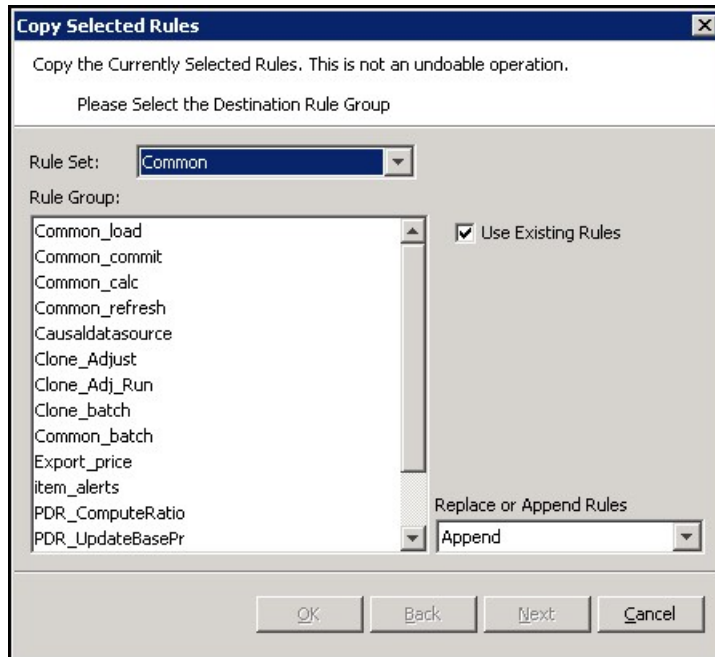 Copy Selected Rules
Copy the Currently Selected Rules. This is not an undoable operation.
Please Select the Destination Rule Group
Rule Set: Common
Rule Group:
Common_load
Common_commit
Common_calc
Common_refresh
Causaldatasource
Clone_Adjust
Clone_Adj_Run
Clone_batch
Common_batch
Export_price
item_alerts
PDR_ComputeRatio
PDR_UpdateBasePr
Use Existing Rules
Replace or Append Rules
Append
OK Back Next Cancel